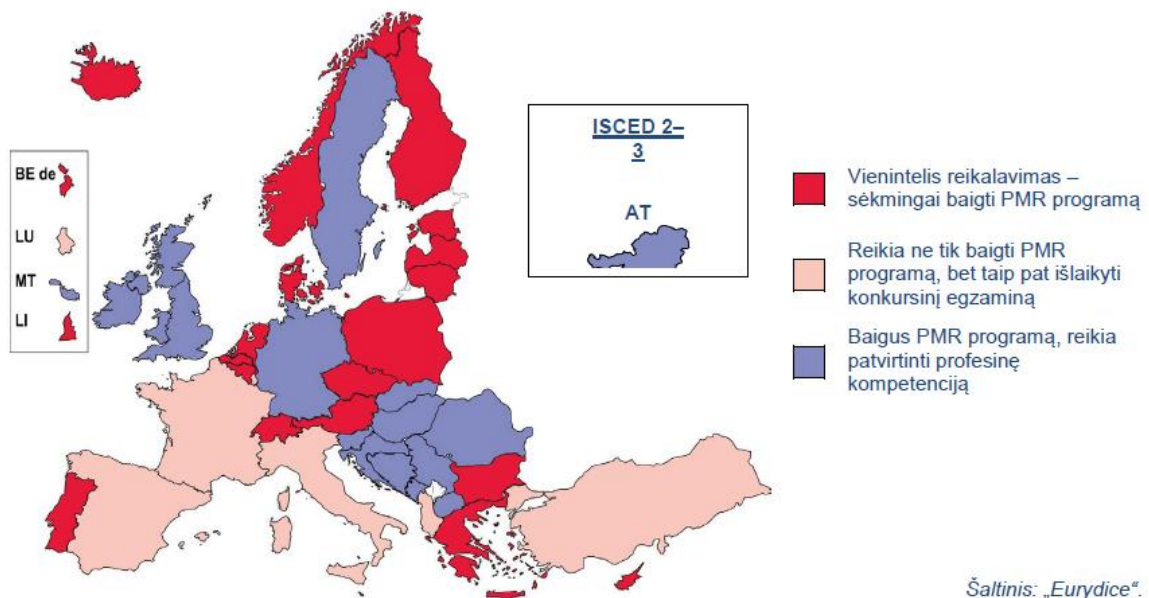 BE de
LU
MT
LI
ISCED 2–
3
AT
Vienintelis reikalavimas –
sėkmingai baigti PMR programą
Reikia ne tik baigti PMR
programą, bet taip pat išlaikyti
konkursinį egzaminą
Baigus PMR programą, reikia
patvirtinti profesinę
kompetenciją
Šaltinis: „Eurydice“.